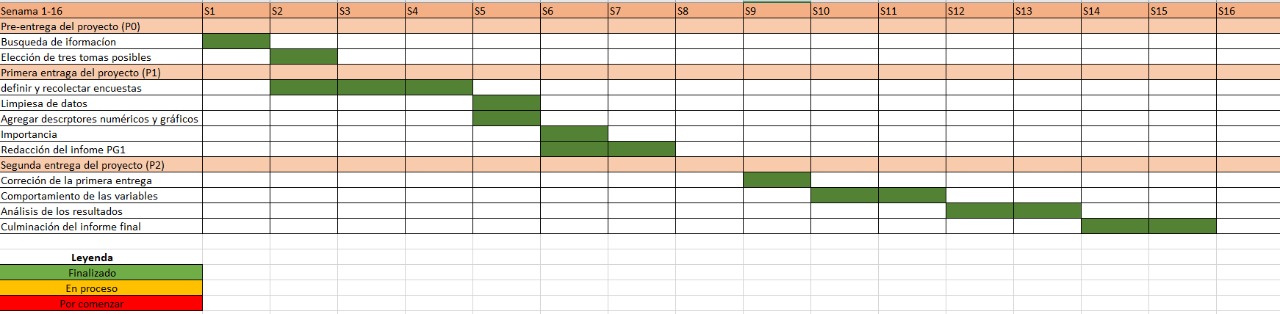 Senama 1-16 S1 S2 S3 S4 S5 S6 S7 S8 S9 S10 S11 S12 S13 S14 S15 S16
Pre-entrega del proyecto (P0)
Busqueda de iformacíon
Elección de tres tomas posibles
Primera entraga del proyecto (P1)
definir y recolectar encuestas
Limpiesa de datos
Agregar descrptores numéricos y gráficos
Importancia
Redacción del infome PG1
Segunda entrega del proyecto (P2)
Correción de la primera entrega
Comportamiento de las variables
Análisis de los resultados
Culminación del informe final
Leyenda
Finalizado
En proceso
Por comenzar